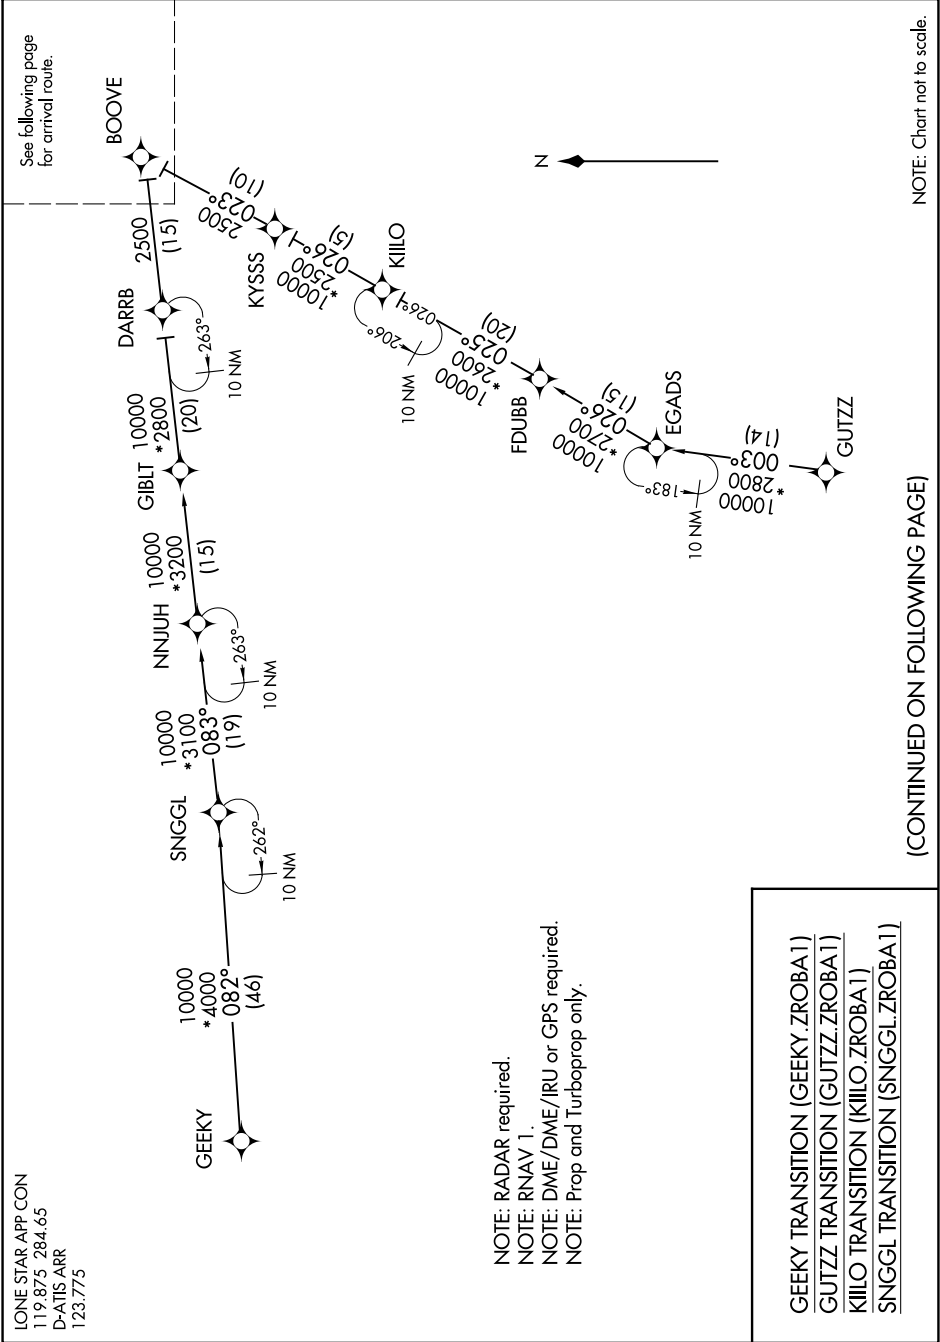 LONE STAR APP CON
119.875 284.65
D-ATIS ARR
123.775
See following page
for arrival route.
BOOVE
2500
(15)
DARRB
263°
10 NM
10000
*2800
(20)
GIBLT
10000
*3200
(15)
NNJUH
263°
10 NM
10000
*3100
083°
(19)
SNGGL
262°
10 NM
10000
*4000
082°
(46)
GEEKY
(10)
023°
2500
KYSSS
(5)
026°
*2500
10000
KIILO
206°
026°
10 NM
(20)
025°
*2600
10000
FDUBB
(15)
026°
*2700
10000
EGADS
183°
10 NM
(14)
003°
*2800
10000
GUTZZ
N
NOTE: RADAR required.
NOTE: RNAV 1.
NOTE: DME/DME/IRU or GPS required.
NOTE: Prop and Turboprop only.
NOTE: Chart not to scale.
(CONTINUED ON FOLLOWING PAGE)
GEEKY TRANSITION (GEEKY.ZROBA1)
GUTZZ TRANSITION (GUTZZ.ZROBA1)
KIILO TRANSITION (KIILO.ZROBA1)
SNGGL TRANSITION (SNGGL.ZROBA1)